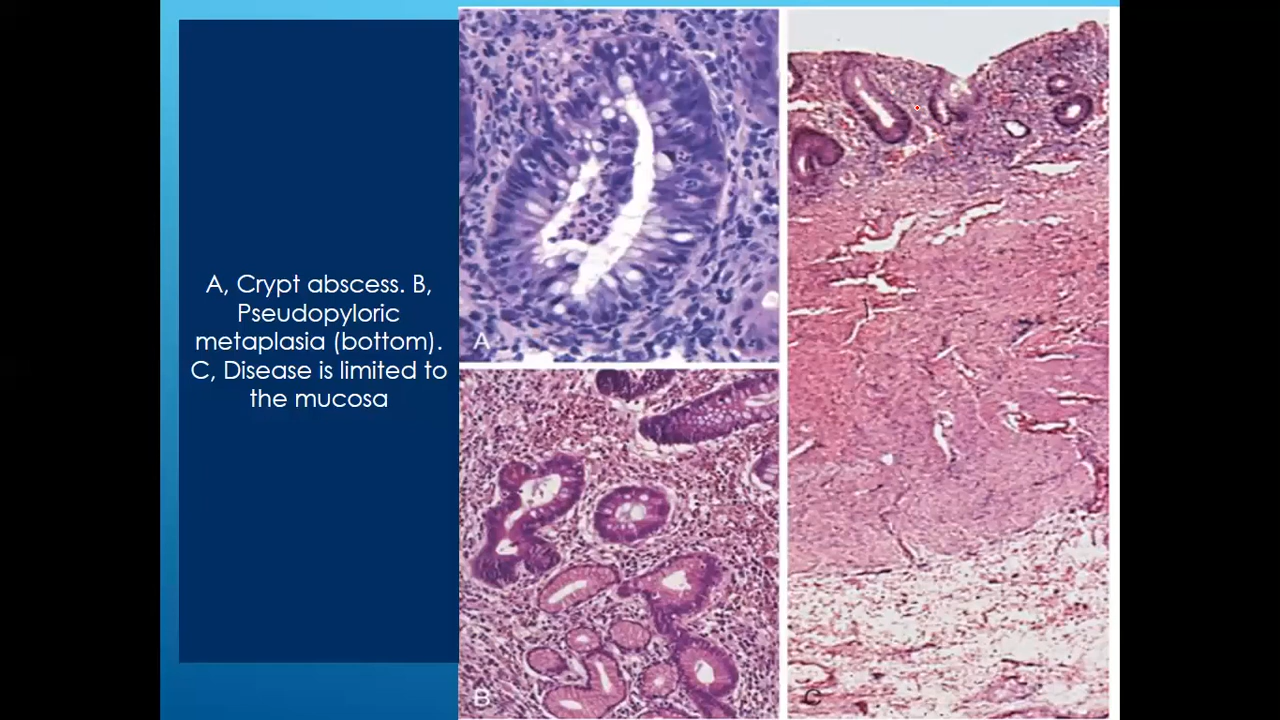 A, Crypt abscess. B,
Pseudopyloric
metaplasia (bottom).
C, Disease is limited to
the mucosa
A
B
C